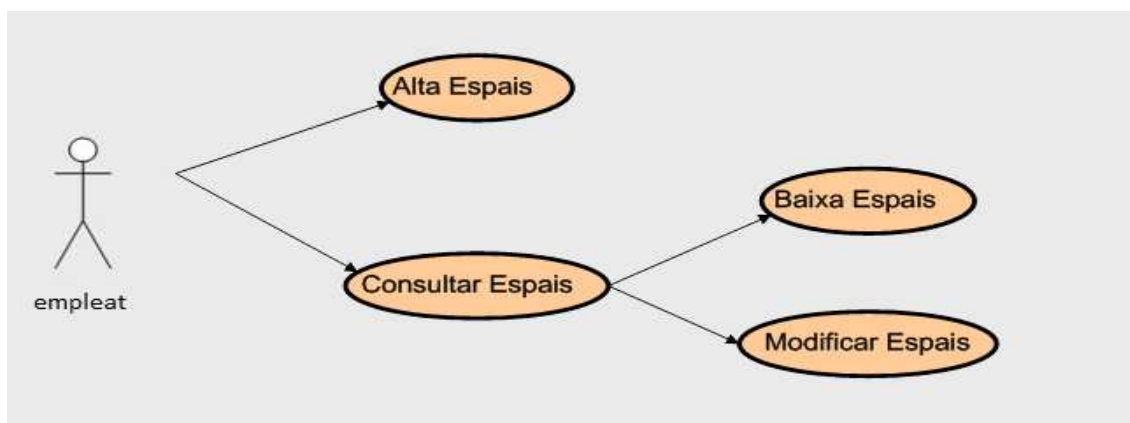 Alta Espais
Baixa Espais
Consultar Espais
empleat
Modificar Espais